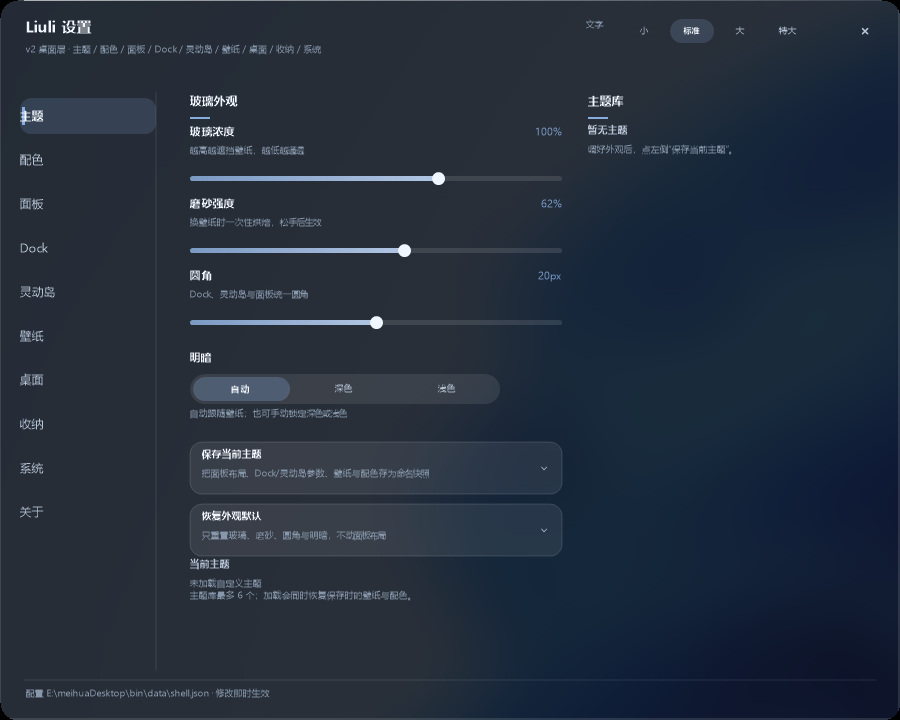 Liuli 设置
v2 桌面层 · 主题 / 配色 / 面板 / Dock / 灵动岛 / 壁纸 / 桌面 / 收纳 / 系统
文字
小
标准
大
特大
×
主题
配色
面板
Dock
灵动岛
壁纸
桌面
收纳
系统
关于
玻璃外观
玻璃浓度
100%
越高越遮挡壁纸，越低越通透
磨砂强度
62%
换壁纸时一次性烘焙，松手后生效
圆角
20px
Dock、灵动岛与面板统一圆角
明暗
自动
深色
浅色
自动跟随壁纸；也可手动锁定深色或浅色
保存当前主题
把面板布局、Dock/灵动岛参数、壁纸与配色存为命名快照
恢复外观默认
只重置玻璃、磨砂、圆角与明暗，不动面板布局
当前主题
未加载自定义主题
主题库最多 6 个；加载会同时恢复保存时的壁纸与配色。
主题库
暂无主题
调好外观后，点左侧“保存当前主题”。
配置 E:\meihuaDesktop\bin\data\shell.json · 修改即时生效